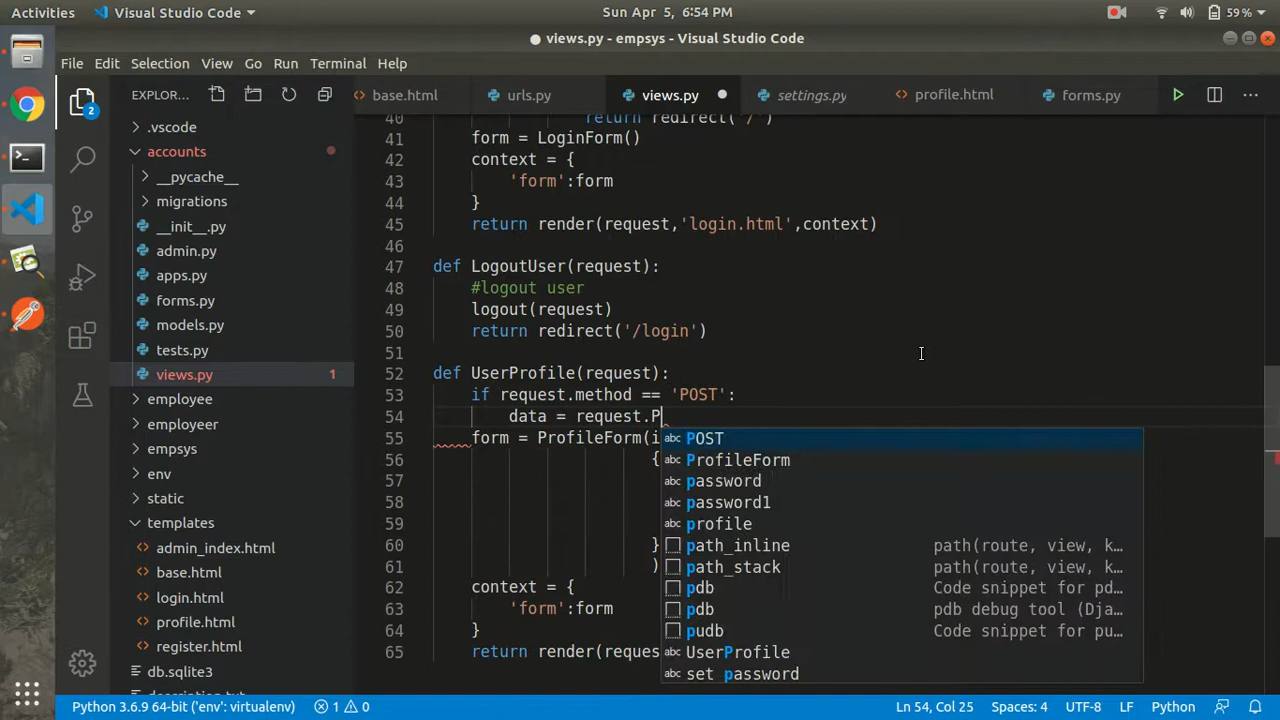 Activities
Visual Studio Code
Sun Apr 5, 6:54 PM
59 %
● views.py - empsys - Visual Studio Code
File Edit Selection View Go Run Terminal Help
EXPLOR...
base.html
urls.py
views.py
settings.py
profile.html
forms.py
2
.vscode
accounts
__pycache__
migrations
__init__.py
admin.py
apps.py
forms.py
models.py
tests.py
views.py 1
employee
employeer
empsys
env
static
templates
admin_index.html
base.html
login.html
profile.html
register.html
db.sqlite3
40 return redirect('/')
41 form = LoginForm()
42 context = {
43 'form':form
44 }
45 return render(request,'login.html',context)
46
47 def LogoutUser(request):
48 #logout user
49 logout(request)
50 return redirect('/login')
51
52 def UserProfile(request):
53 if request.method == 'POST':
54 data = request.P
55 form = ProfileForm(i
56 {
57
58
59
60 }
61 )
62 context = {
63 'form':form
64 }
65 return render(reques
abc POST
abc ProfileForm
abc password
abc password1
abc profile
path_inline path(route, view, k...
path_stack path(route, view, k...
pdb Code snippet for pd...
pdb pdb debug tool (Dja...
pudb Code snippet for pu...
abc UserProfile
abc set_password
Python 3.6.9 64-bit ('env': virtualenv)
1 0
Ln 54, Col 25
Spaces: 4
UTF-8
LF
Python